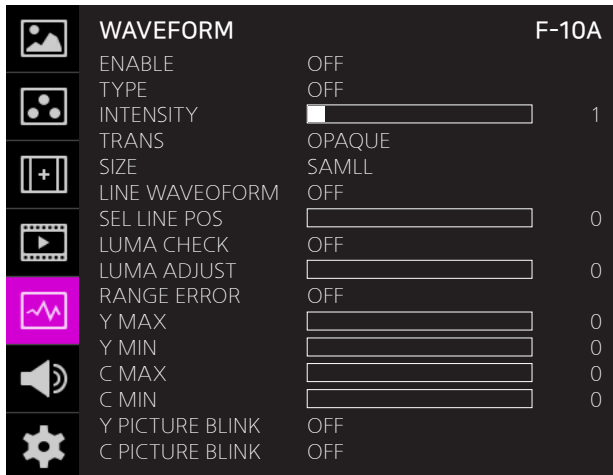 WAVEFORM F-10A
ENABLE OFF
TYPE OFF
INTENSITY 1
TRANS OPAQUE
SIZE SAMLL
LINE WAVEOFORM OFF
SEL LINE POS 0
LUMA CHECK OFF
LUMA ADJUST 0
RANGE ERROR OFF
Y MAX 0
Y MIN 0
C MAX 0
C MIN 0
Y PICTURE BLINK OFF
C PICTURE BLINK OFF